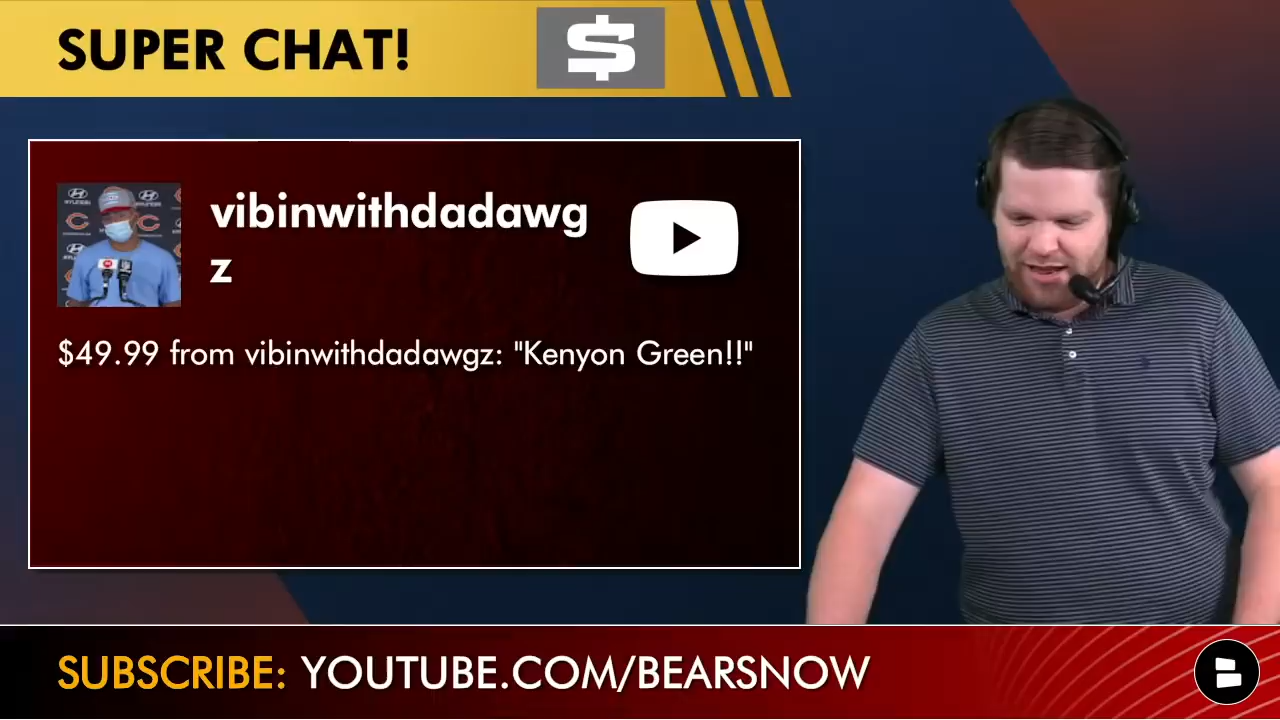 SUPER CHAT!
$
vibinwithdadawg
z
$49.99 from vibinwithdadawgz: "Kenyon Green!!"
SUBSCRIBE: YOUTUBE.COM/BEARSNOW